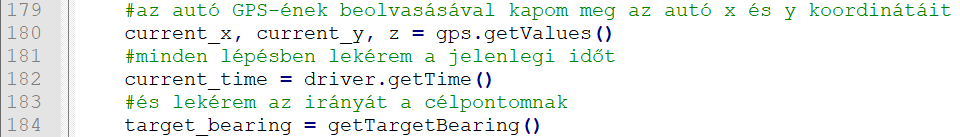 179 #az autó GPS-ének beolvasásával kapom meg az autó x és y koordinátáit
180 current_x, current_y, z = gps.getValues()
181 #minden lépésben lekérem a jelenlegi időt
182 current_time = driver.getTime()
183 #és lekérem az irányát a célpontomnak
184 target_bearing = getTargetBearing()